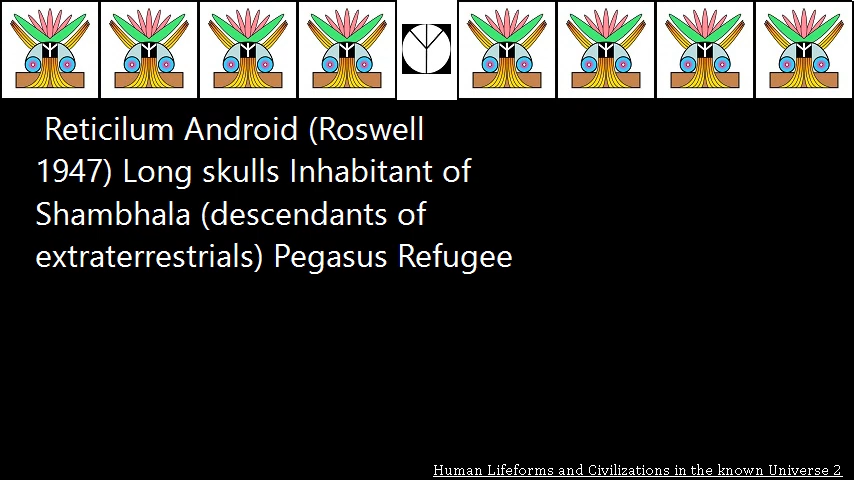 Reticilum Android (Roswell
1947) Long skulls Inhabitant of
Shambhala (descendants of
extraterrestrials) Pegasus Refugee
Human Lifeforms and Civilizations in the known Universe 2